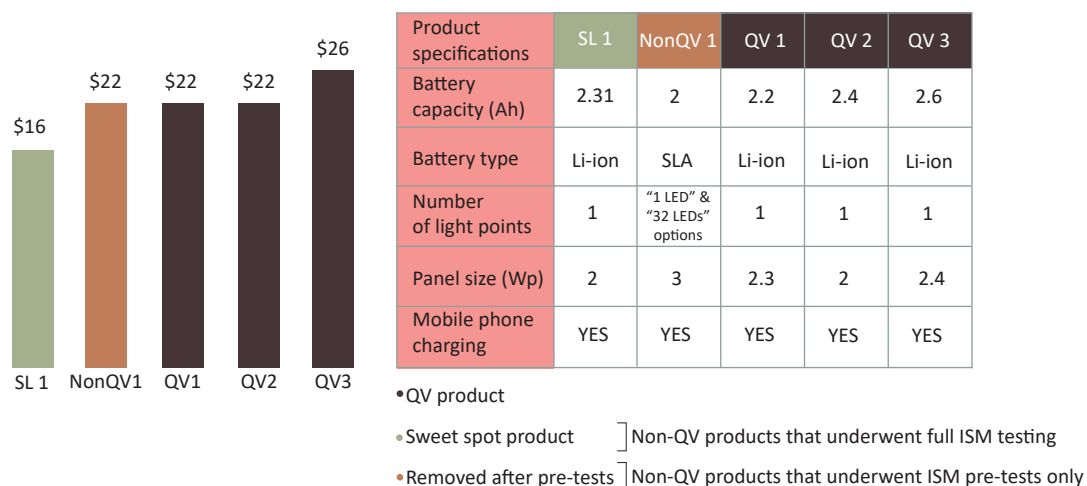 $26
$22
$22
$22
$16
SL 1
NonQV1
QV1
QV2
QV3
Product
specifications
SL 1
NonQV 1
QV 1
QV 2
QV 3
Battery
capacity (Ah)
2.31
2
2.2
2.4
2.6
Battery type
Li-ion
SLA
Li-ion
Li-ion
Li-ion
Number
of light points
1
“1 LED” &
“32 LEDs”
options
1
1
1
Panel size (Wp)
2
3
2.3
2
2.4
Mobile phone
charging
YES
YES
YES
YES
YES
•QV product
•Sweet spot product
Non-QV products that underwent full ISM testing
•Removed after pre-tests
Non-QV products that underwent ISM pre-tests only